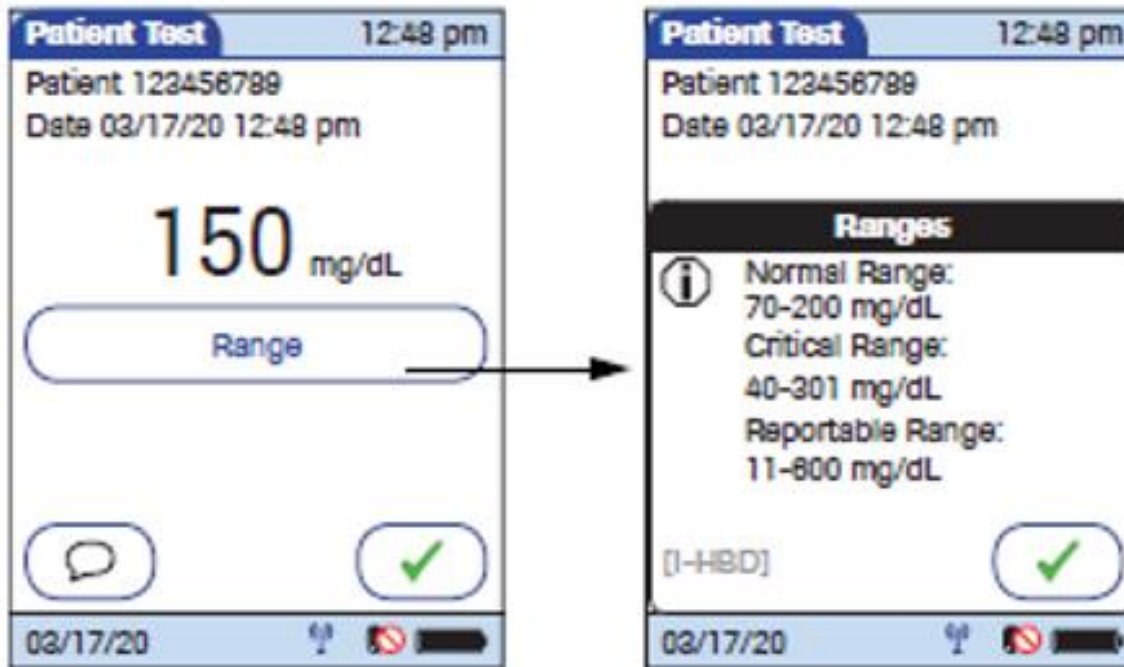 Patient Test 12:48 pm
Patient 123456789
Date 03/17/20 12:48 pm
150 mg/dL
Range
03/17/20
Patient Test 12:48 pm
Patient 123456789
Date 03/17/20 12:48 pm
Ranges
Normal Range:
70-200 mg/dL
Critical Range:
40-301 mg/dL
Reportable Range:
11-600 mg/dL
[I-HBD]
03/17/20